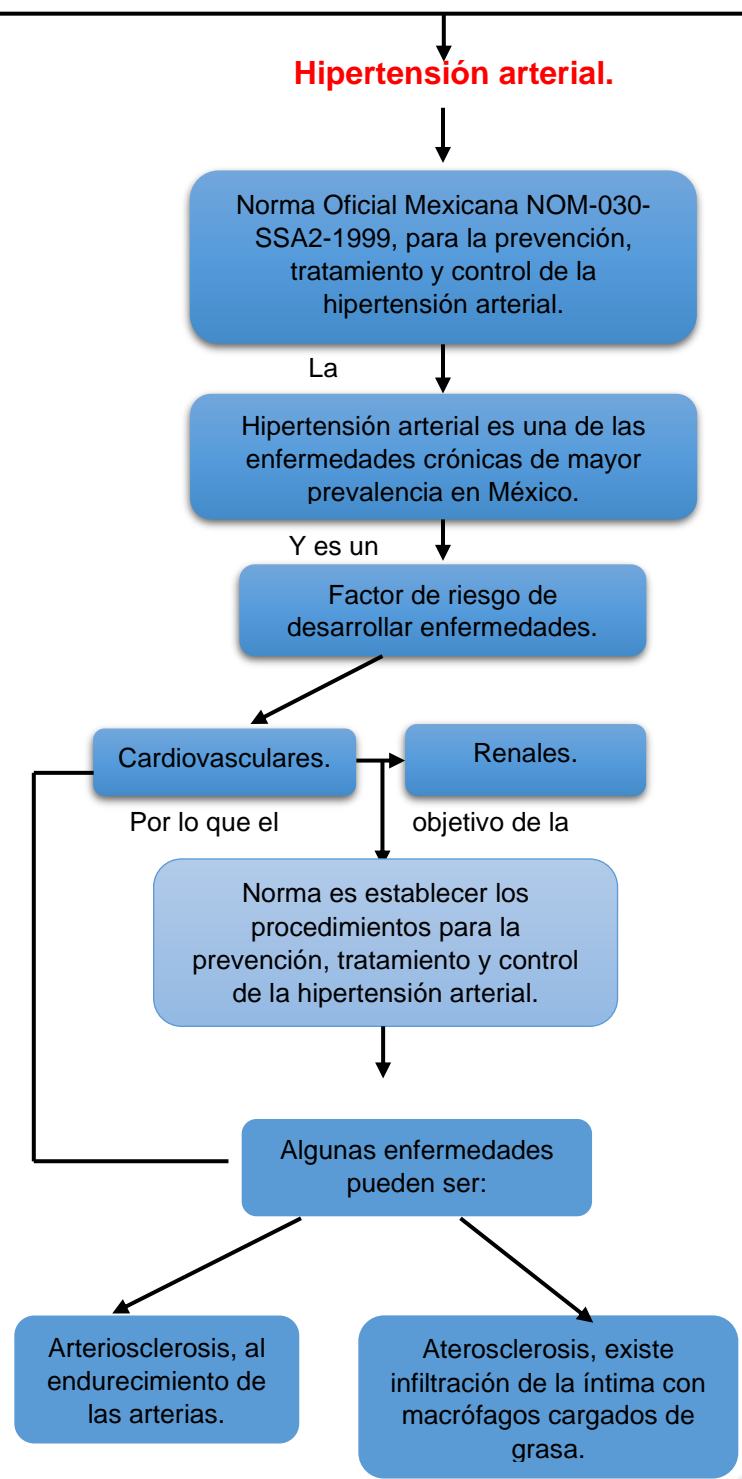 Hipertensión arterial.
Norma Oficial Mexicana NOM-030-
SSA2-1999, para la prevención,
tratamiento y control de la
hipertensión arterial.
La
Hipertensión arterial es una de las
enfermedades crónicas de mayor
prevalencia en México.
Y es un
Factor de riesgo de
desarrollar enfermedades.
Cardiovasculares.
Renales.
Por lo que el
objetivo de la
Norma es establecer los
procedimientos para la
prevención, tratamiento y control
de la hipertensión arterial.
Algunas enfermedades
pueden ser:
Arteriosclerosis, al
endurecimiento de
las arterias.
Aterosclerosis, existe
infiltración de la íntima con
macrófagos cargados de
grasa.